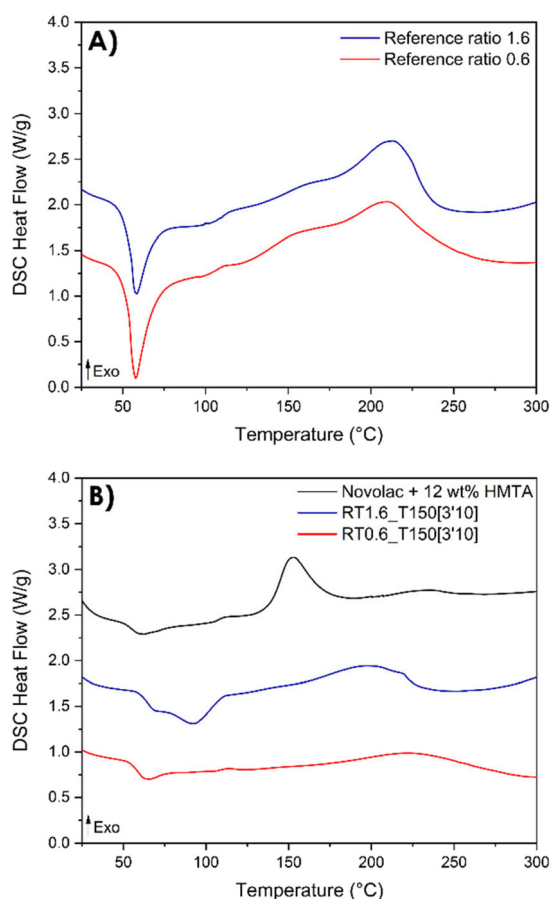 A)
Reference ratio 1.6
Reference ratio 0.6
4.0
3.5
3.0
2.5
2.0
1.5
1.0
0.5
0.0
DSC Heat Flow (W/g)
Exo
50
100
150
200
250
300
Temperature (°C)
B)
Novolac + 12 wt% HMTA
RT1.6_T150[3'10]
RT0.6_T150[3'10]
4.0
3.5
3.0
2.5
2.0
1.5
1.0
0.5
0.0
DSC Heat Flow (W/g)
Exo
50
100
150
200
250
300
Temperature (°C)